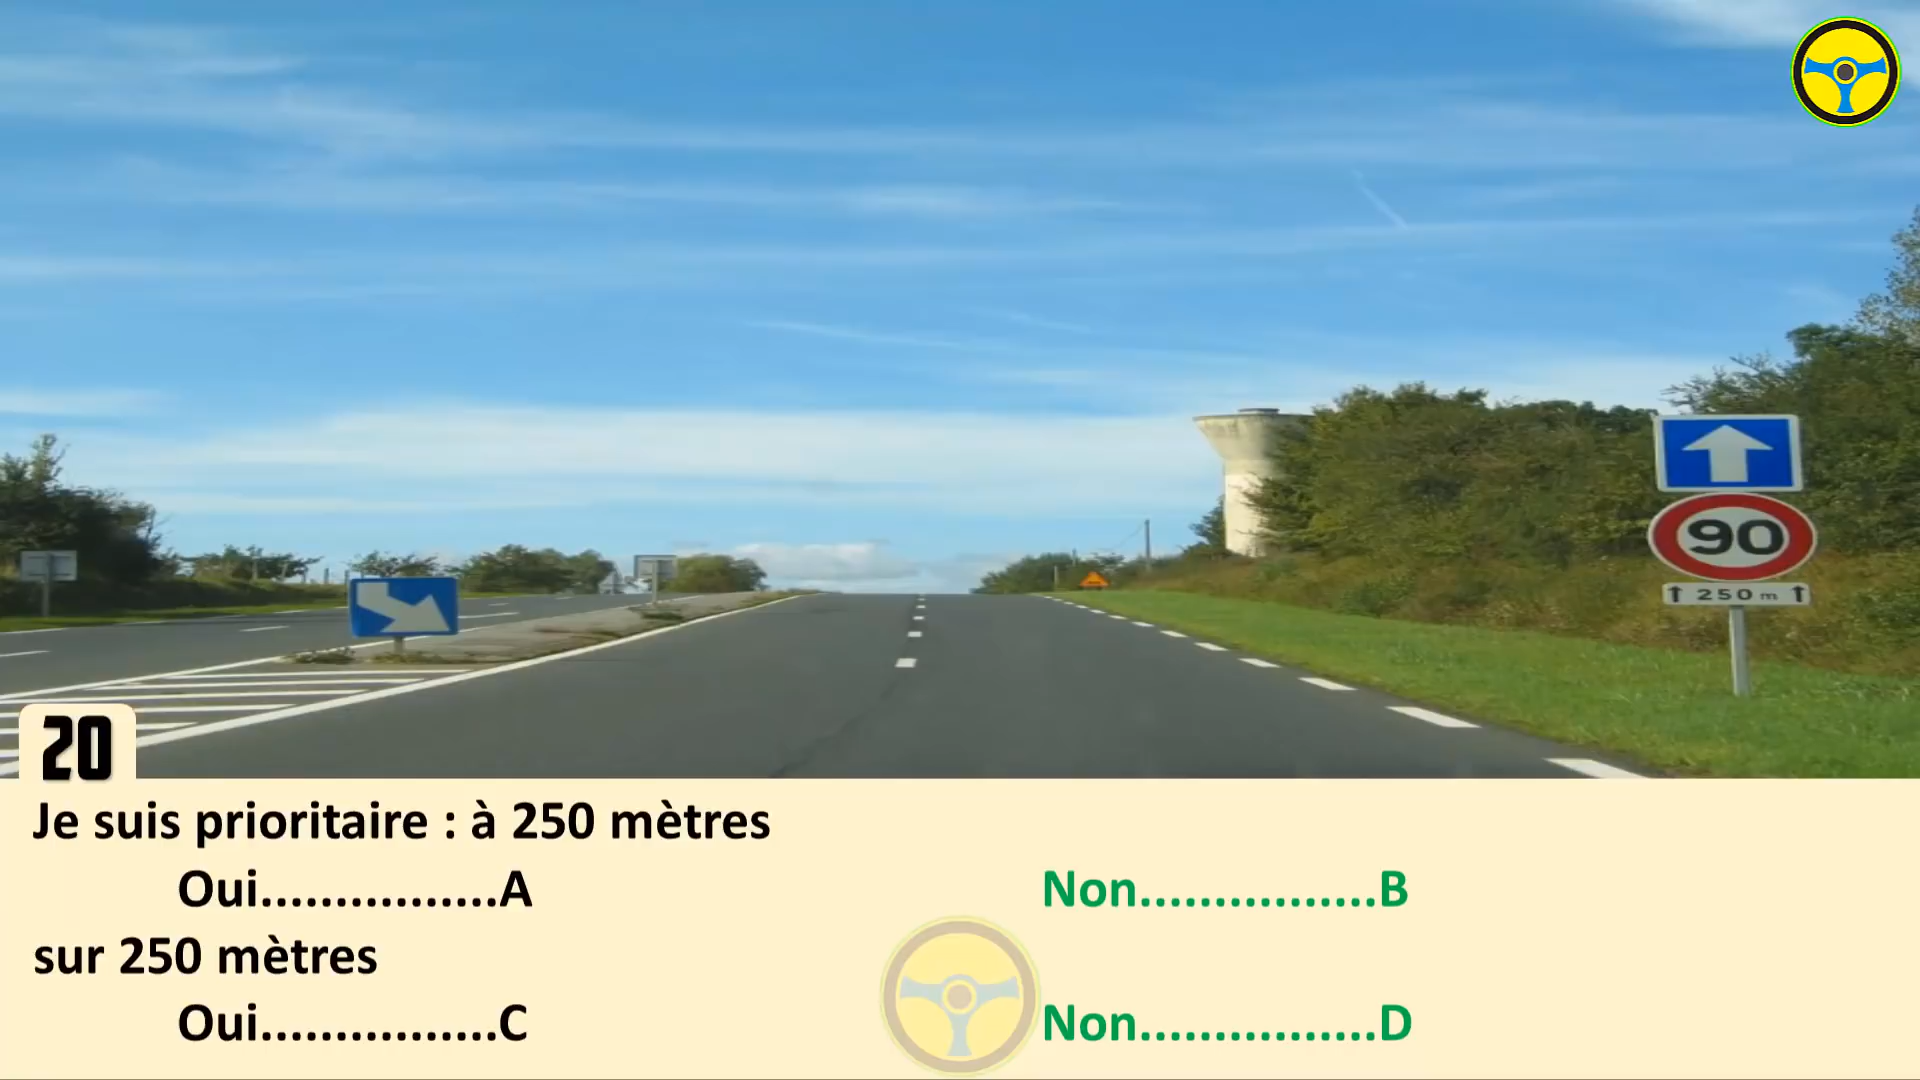 90
250 m
20
Je suis prioritaire : à 250 mètres
Oui................A
Non................B
sur 250 mètres
Oui................C
Non................D